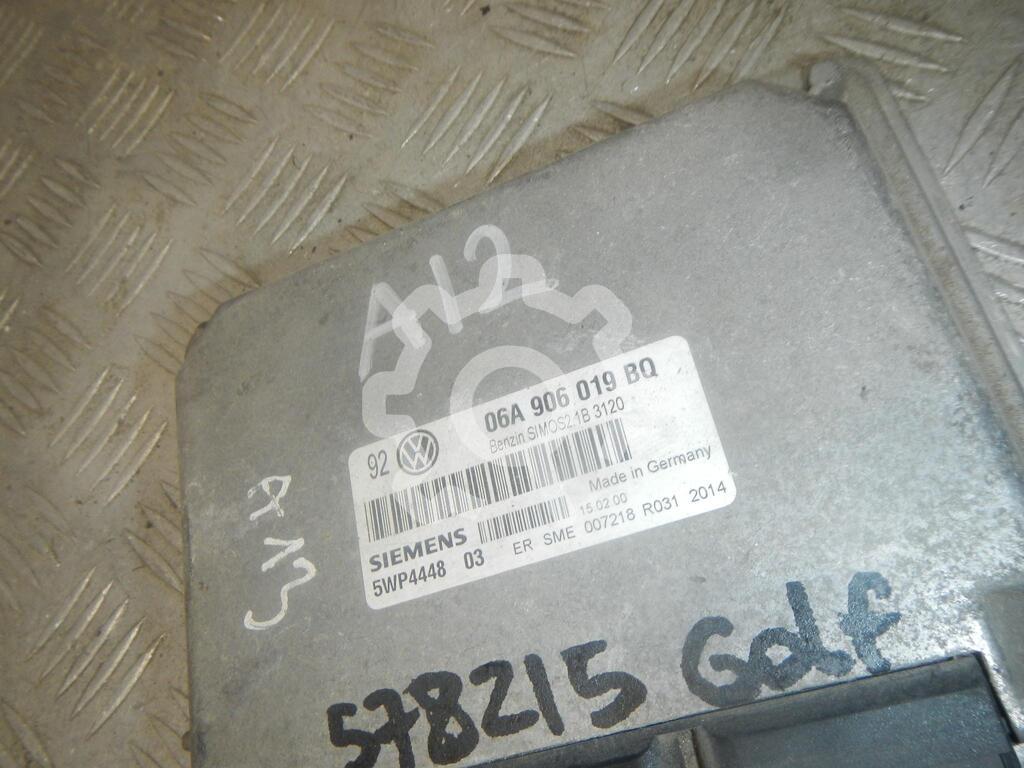 A12
06A 906 019 BQ
92 Benzin SIMOS2.1B 3120
Made in Germany
15.02.00
SIEMENS
5WP4448 03 ER SME 007218 R031 2014
A13
578215 Golf